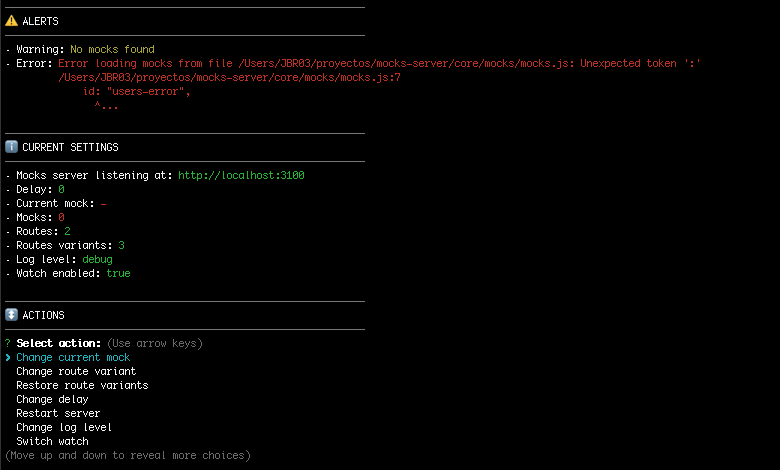 ALERTS
- Warning: No mocks found
- Error: Error loading mocks from file /Users/JBR03/proyectos/mocks-server/core/mocks/mocks.js: Unexpected token ':'
/Users/JBR03/proyectos/mocks-server/core/mocks/mocks.js:7
id: "users-error",
^...
CURRENT SETTINGS
- Mocks server listening at: http://localhost:3100
- Delay: 0
- Current mock: -
- Mocks: 0
- Routes: 2
- Routes variants: 3
- Log level: debug
- Watch enabled: true
ACTIONS
? Select action: (Use arrow keys)
❯ Change current mock
Change route variant
Restore route variants
Change delay
Restart server
Change log level
Switch watch
(Move up and down to reveal more choices)